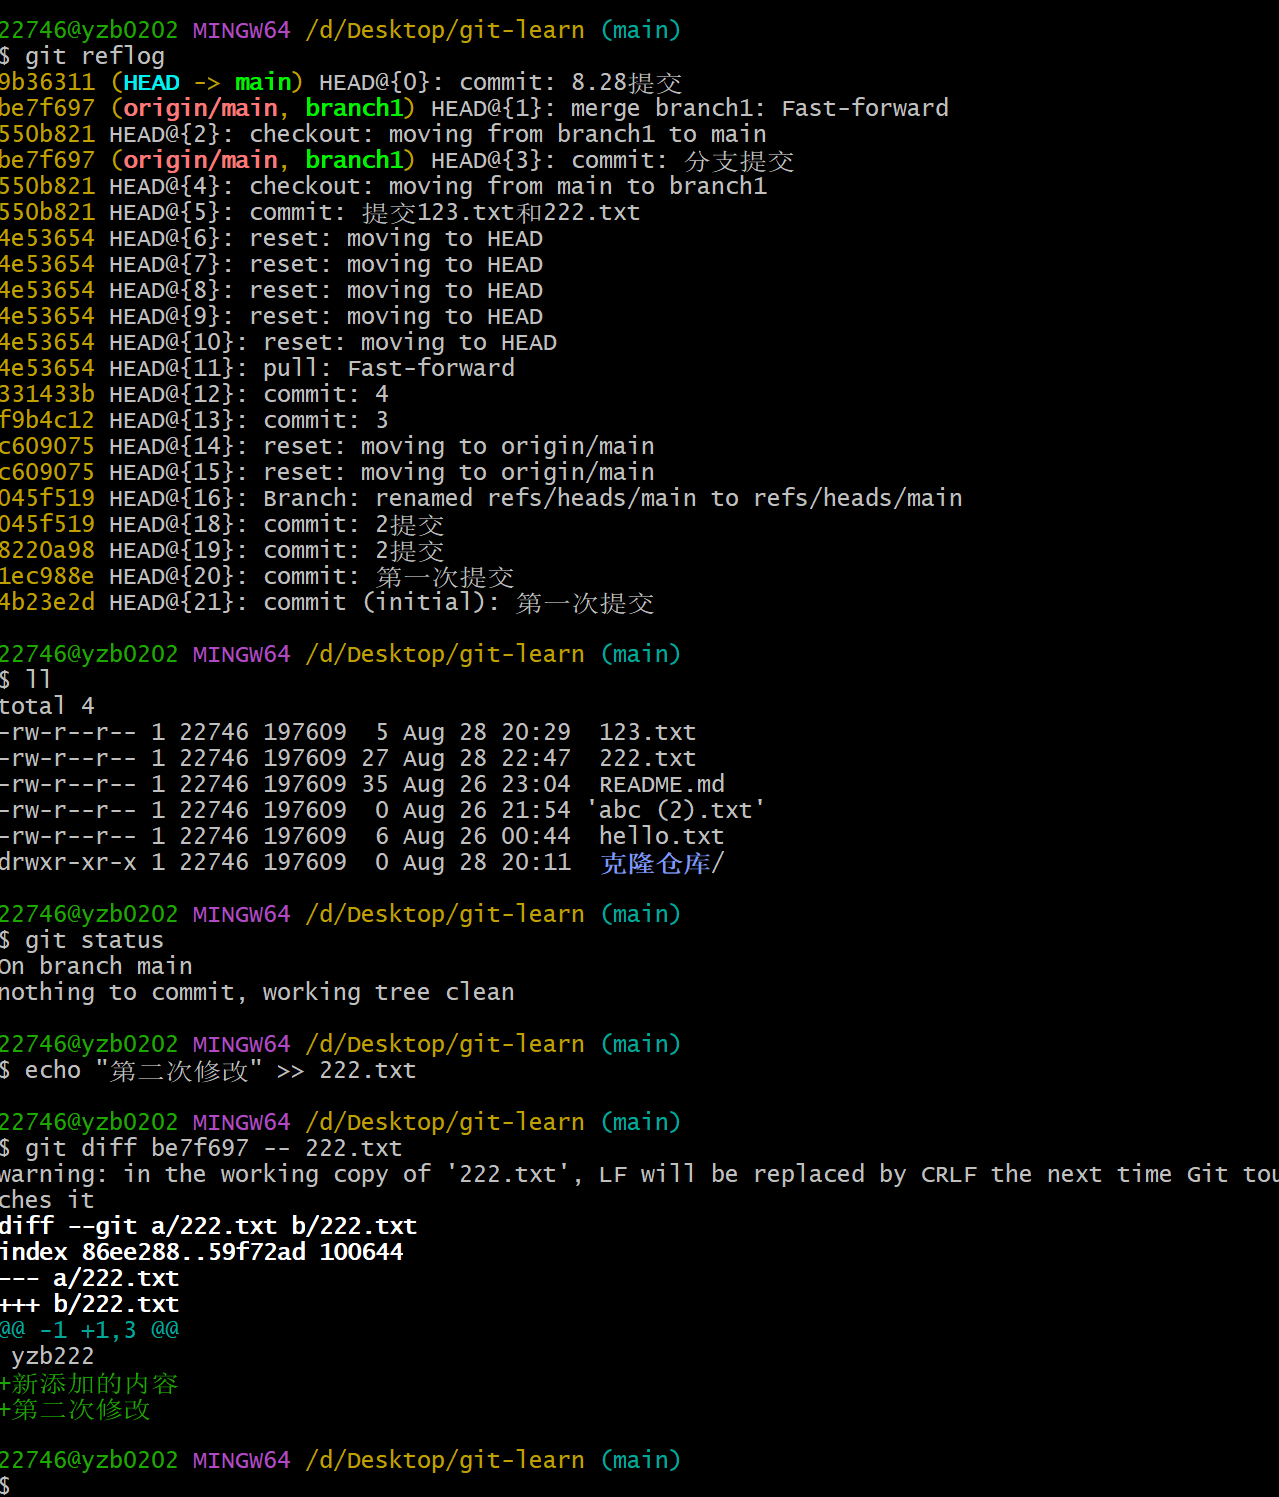 22746@yzb0202 MINGW64 /d/Desktop/git-learn (main)
$ git reflog
9b36311 (HEAD -> main) HEAD@{0}: commit: 8.28提交
be7f697 (origin/main, branch1) HEAD@{1}: merge branch1: Fast-forward
550b821 HEAD@{2}: checkout: moving from branch1 to main
be7f697 (origin/main, branch1) HEAD@{3}: commit: 分支提交
550b821 HEAD@{4}: checkout: moving from main to branch1
550b821 HEAD@{5}: commit: 提交123.txt和222.txt
4e53654 HEAD@{6}: reset: moving to HEAD
4e53654 HEAD@{7}: reset: moving to HEAD
4e53654 HEAD@{8}: reset: moving to HEAD
4e53654 HEAD@{9}: reset: moving to HEAD
4e53654 HEAD@{10}: reset: moving to HEAD
4e53654 HEAD@{11}: pull: Fast-forward
331433b HEAD@{12}: commit: 4
f9b4c12 HEAD@{13}: commit: 3
c609075 HEAD@{14}: reset: moving to origin/main
c609075 HEAD@{15}: reset: moving to origin/main
045f519 HEAD@{16}: Branch: renamed refs/heads/main to refs/heads/main
045f519 HEAD@{18}: commit: 2提交
8220a98 HEAD@{19}: commit: 2提交
1ec988e HEAD@{20}: commit: 第一次提交
4b23e2d HEAD@{21}: commit (initial): 第一次提交
22746@yzb0202 MINGW64 /d/Desktop/git-learn (main)
$ ll
total 4
-rw-r--r-- 1 22746 197609  5 Aug 28 20:29  123.txt
-rw-r--r-- 1 22746 197609 27 Aug 28 22:47  222.txt
-rw-r--r-- 1 22746 197609 35 Aug 26 23:04  README.md
-rw-r--r-- 1 22746 197609  0 Aug 26 21:54 'abc (2).txt'
-rw-r--r-- 1 22746 197609  6 Aug 26 00:44  hello.txt
drwxr-xr-x 1 22746 197609  0 Aug 28 20:11  克隆仓库/
22746@yzb0202 MINGW64 /d/Desktop/git-learn (main)
$ git status
On branch main
nothing to commit, working tree clean
22746@yzb0202 MINGW64 /d/Desktop/git-learn (main)
$ echo "第二次修改" >> 222.txt
22746@yzb0202 MINGW64 /d/Desktop/git-learn (main)
$ git diff be7f697 -- 222.txt
warning: in the working copy of '222.txt', LF will be replaced by CRLF the next time Git tou
ches it
diff --git a/222.txt b/222.txt
index 86ee288..59f72ad 100644
--- a/222.txt
+++ b/222.txt
@@ -1 +1,3 @@
 yzb222
+新添加的内容
+第二次修改
22746@yzb0202 MINGW64 /d/Desktop/git-learn (main)
$